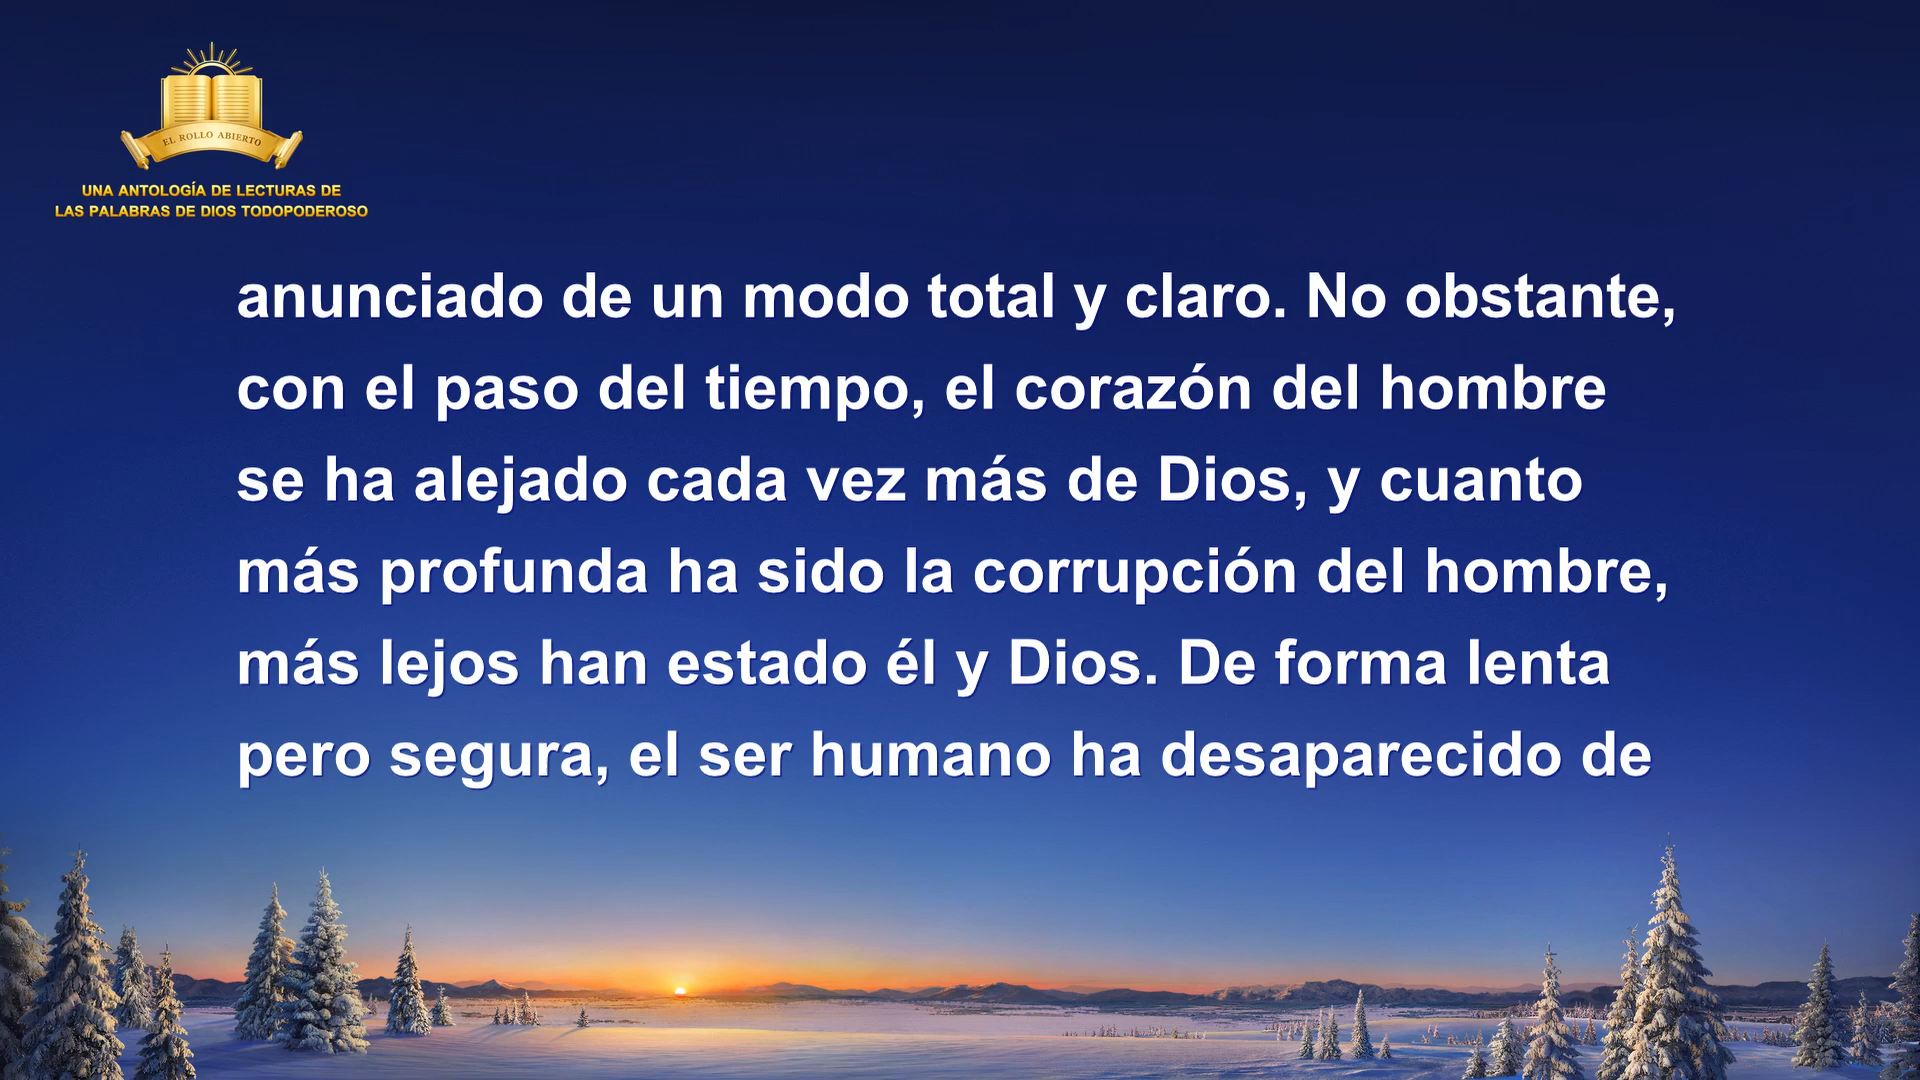 EL ROLLO ABIERTO
UNA ANTOLOGÍA DE LECTURAS DE
LAS PALABRAS DE DIOS TODOPODEROSO
anunciado de un modo total y claro. No obstante,
con el paso del tiempo, el corazón del hombre
se ha alejado cada vez más de Dios, y cuanto
más profunda ha sido la corrupción del hombre,
más lejos han estado él y Dios. De forma lenta
pero segura, el ser humano ha desaparecido de